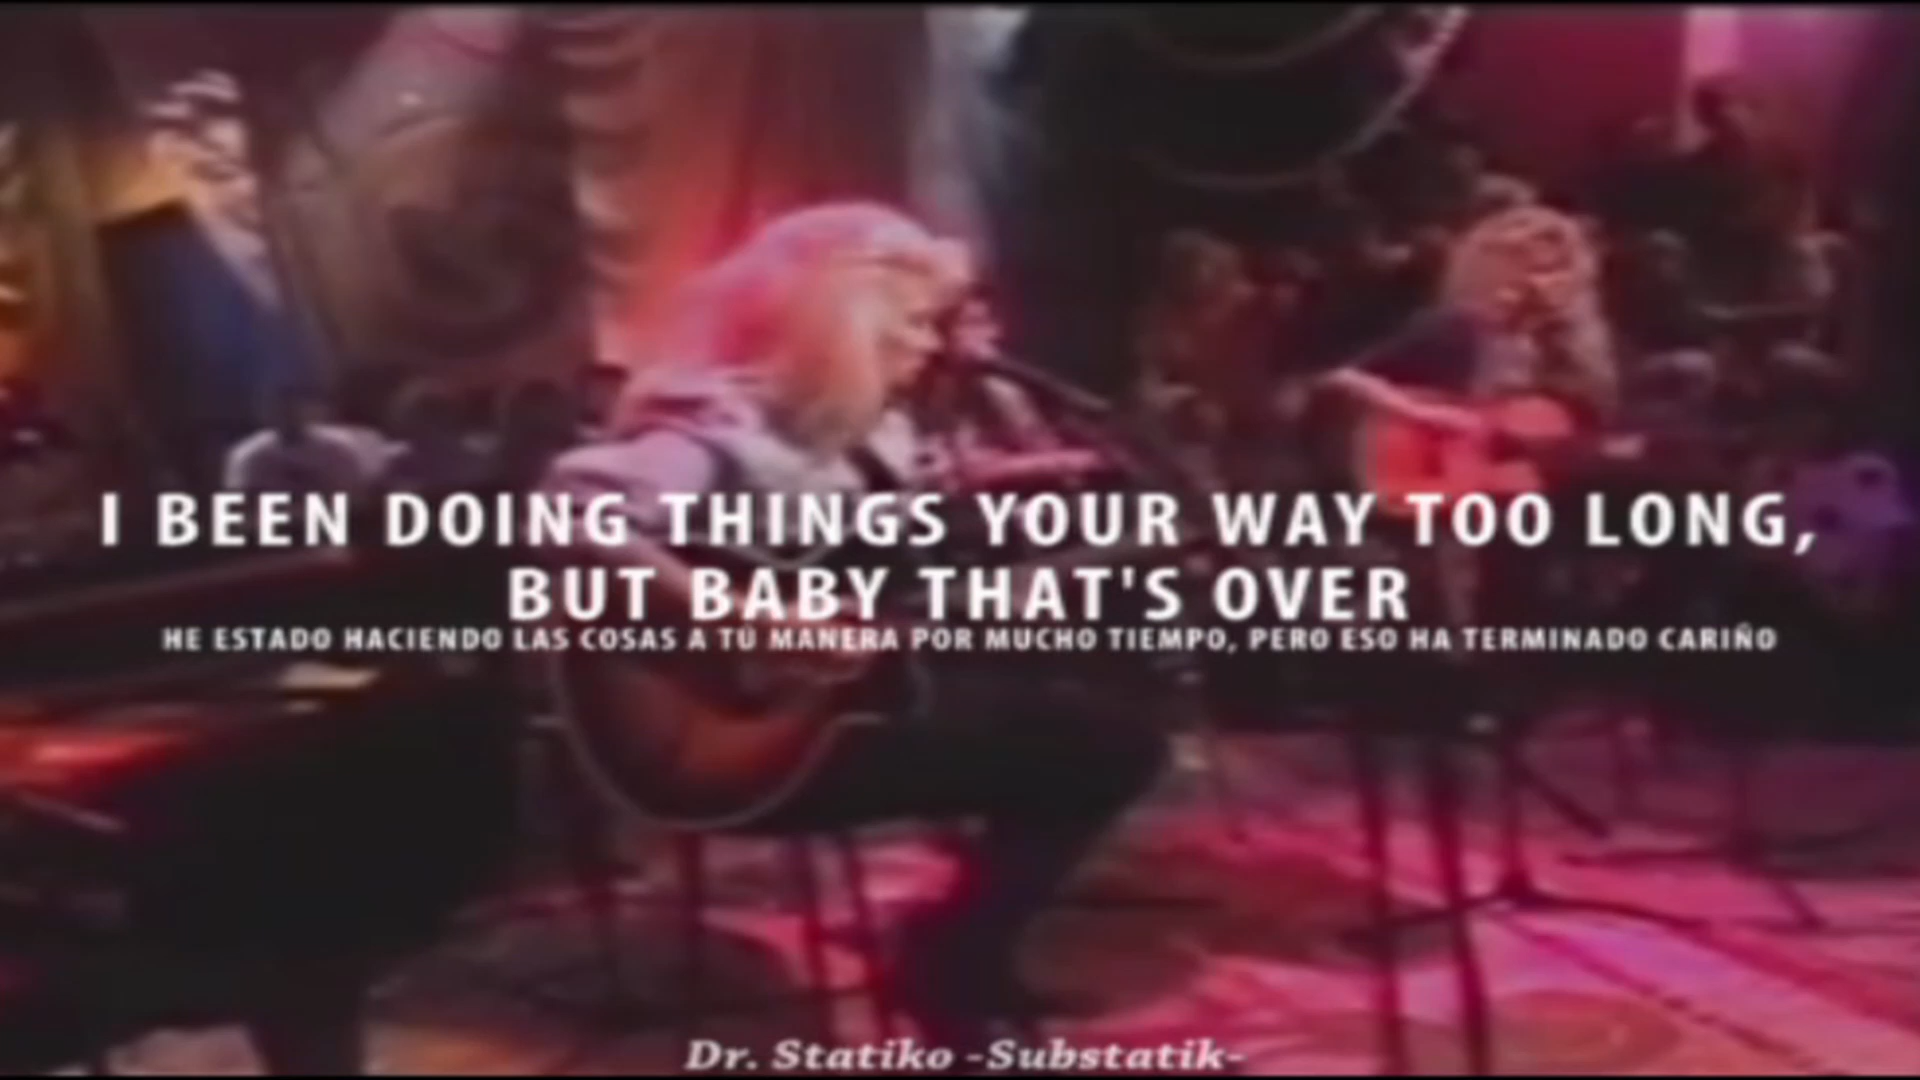 I BEEN DOING THINGS YOUR WAY TOO LONG,
BUT BABY THAT'S OVER
HE ESTADO HACIENDO LAS COSAS A TÚ MANERA POR MUCHO TIEMPO, PERO ESO HA TERMINADO CARIÑO
Dr. Statiko -Substatik-